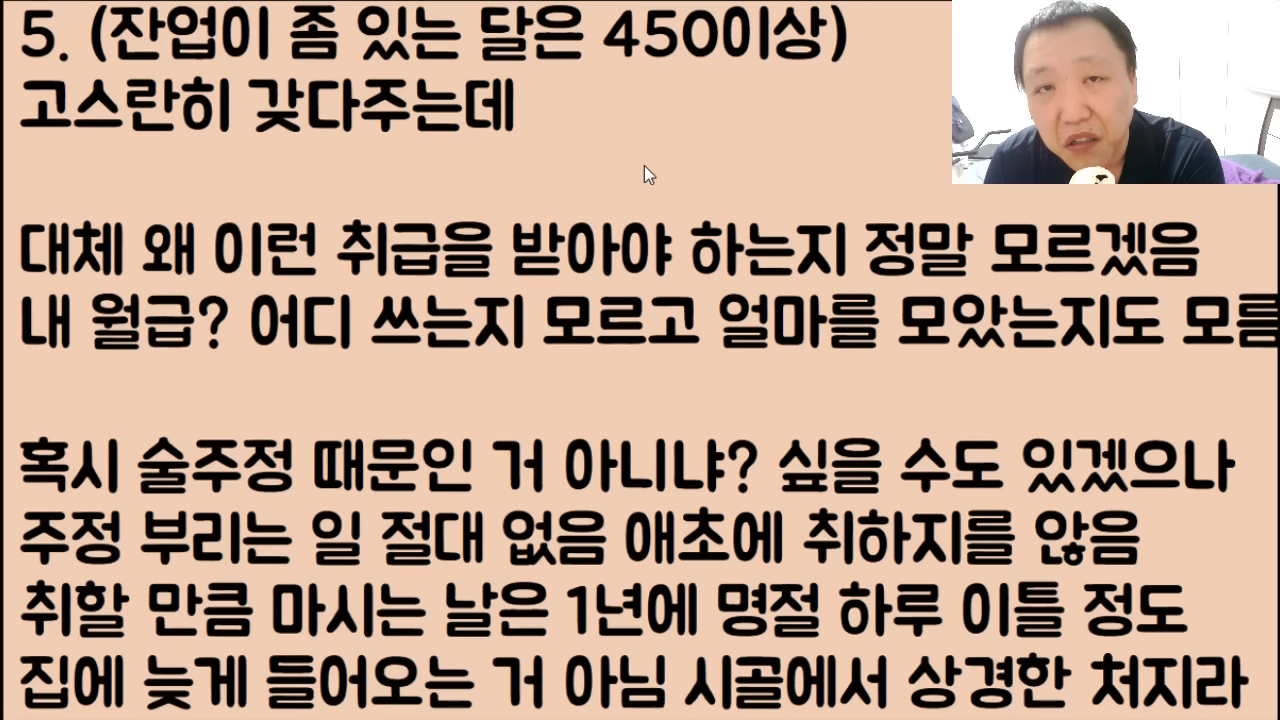 5. (잔업이 좀 있는 달은 450이상)
고스란히 갖다주는데
대체 왜 이런 취급을 받아야 하는지 정말 모르겠음
내 월급? 어디 쓰는지 모르고 얼마를 모았는지도 모름
혹시 술주정 때문인 거 아니냐? 싶을 수도 있겠으나
주정 부리는 일 절대 없음 애초에 취하지를 않음
취할 만큼 마시는 날은 1년에 명절 하루 이틀 정도
집에 늦게 들어오는 거 아님 시골에서 상경한 처지라